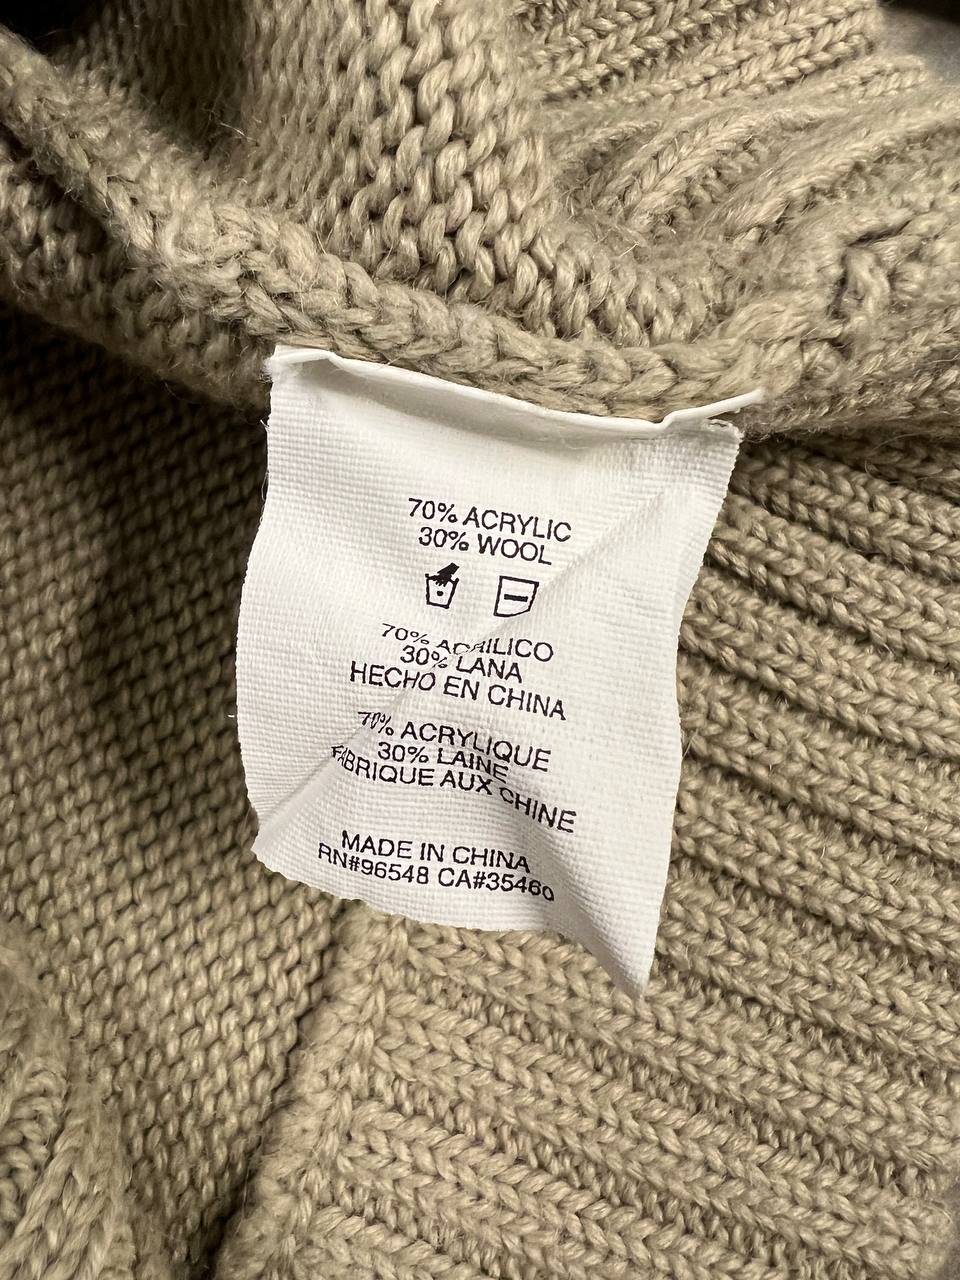 70% ACRYLIC
30% WOOL
70% ACRILICO
30% LANA
HECHO EN CHINA
70% ACRYLIQUE
30% LAINE
FABRIQUE AUX CHINE
MADE IN CHINA
RN#96548 CA#35460